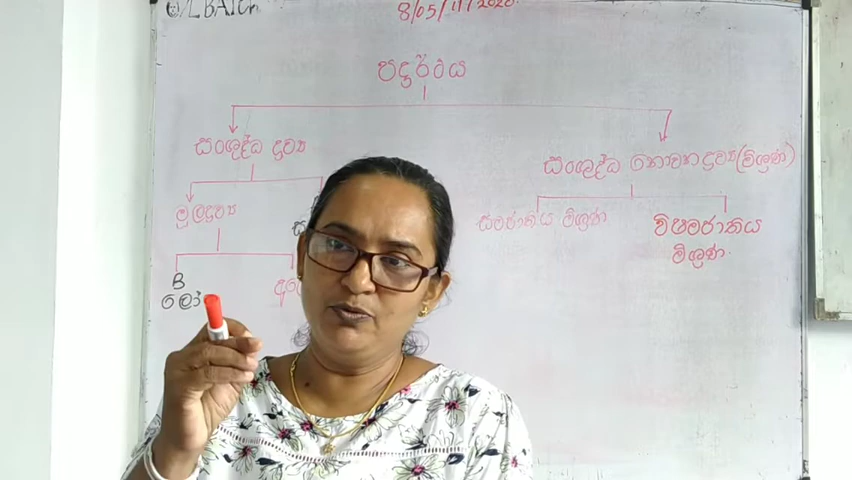 O/L BATCH
8/05/11/2020
පදාර්ථය
සංශුද්ධ ද්‍රව්‍ය
සංශුද්ධ නොවන ද්‍රව්‍ය(මිශ්‍රණ)
මුලද්‍රව්‍ය
සමජාතිය මිශ්‍රණ
විෂමජාතිය
මිශ්‍රණ.
B